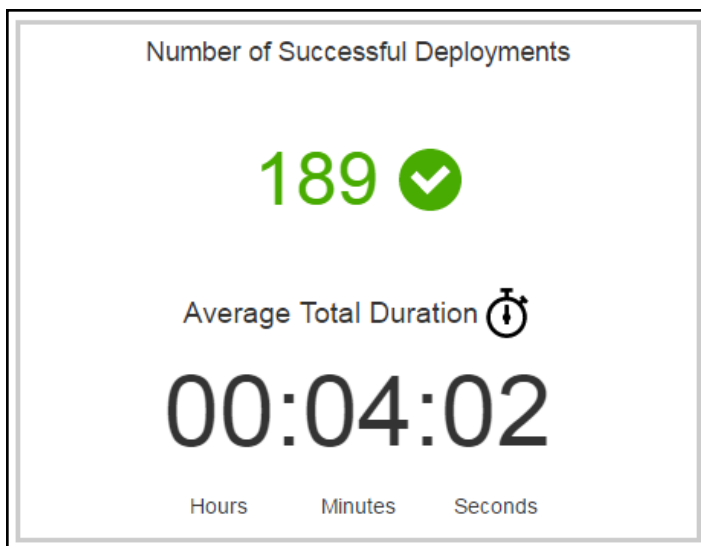 Number of Successful Deployments
189
Average Total Duration
00:04:02
Hours Minutes Seconds